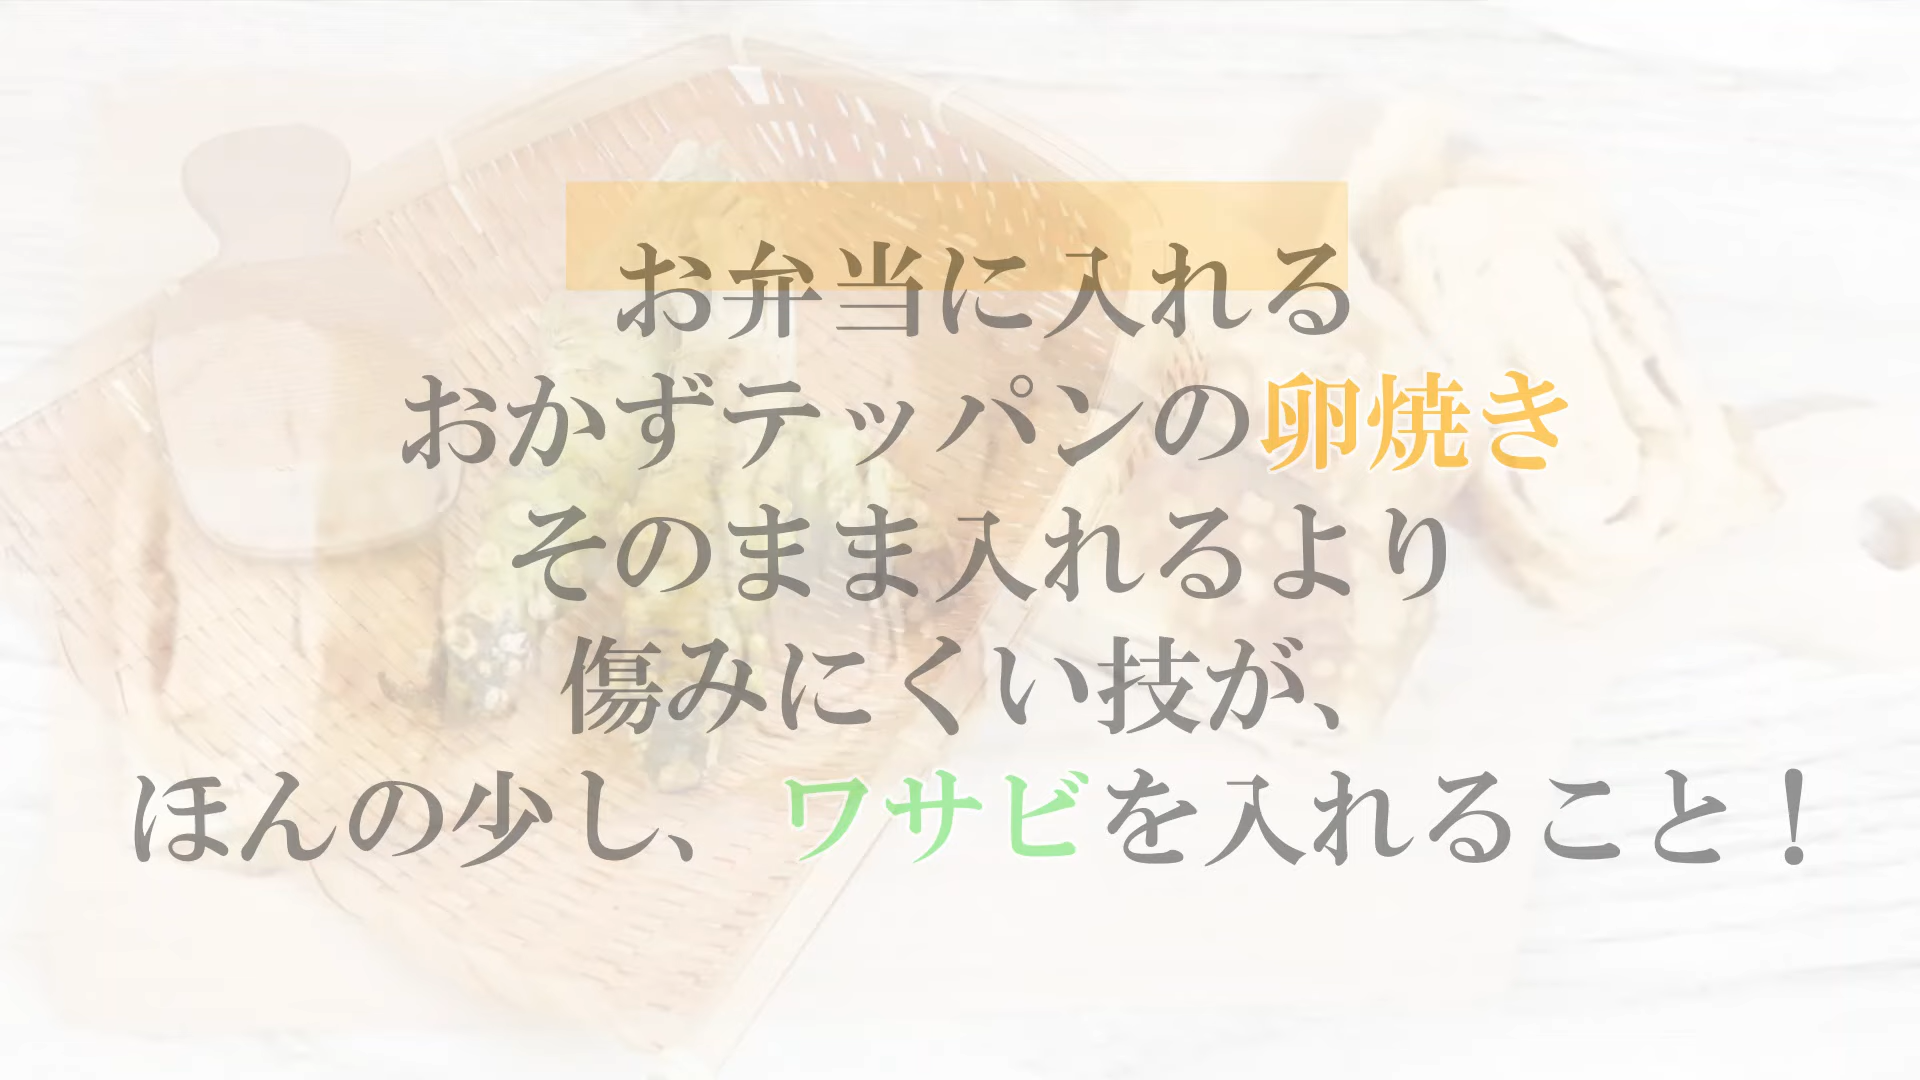 お弁当に入れる
おかずテッパンの卵焼き
そのまま入れるより
傷みにくい技が、
ほんの少し、ワサビを入れること！